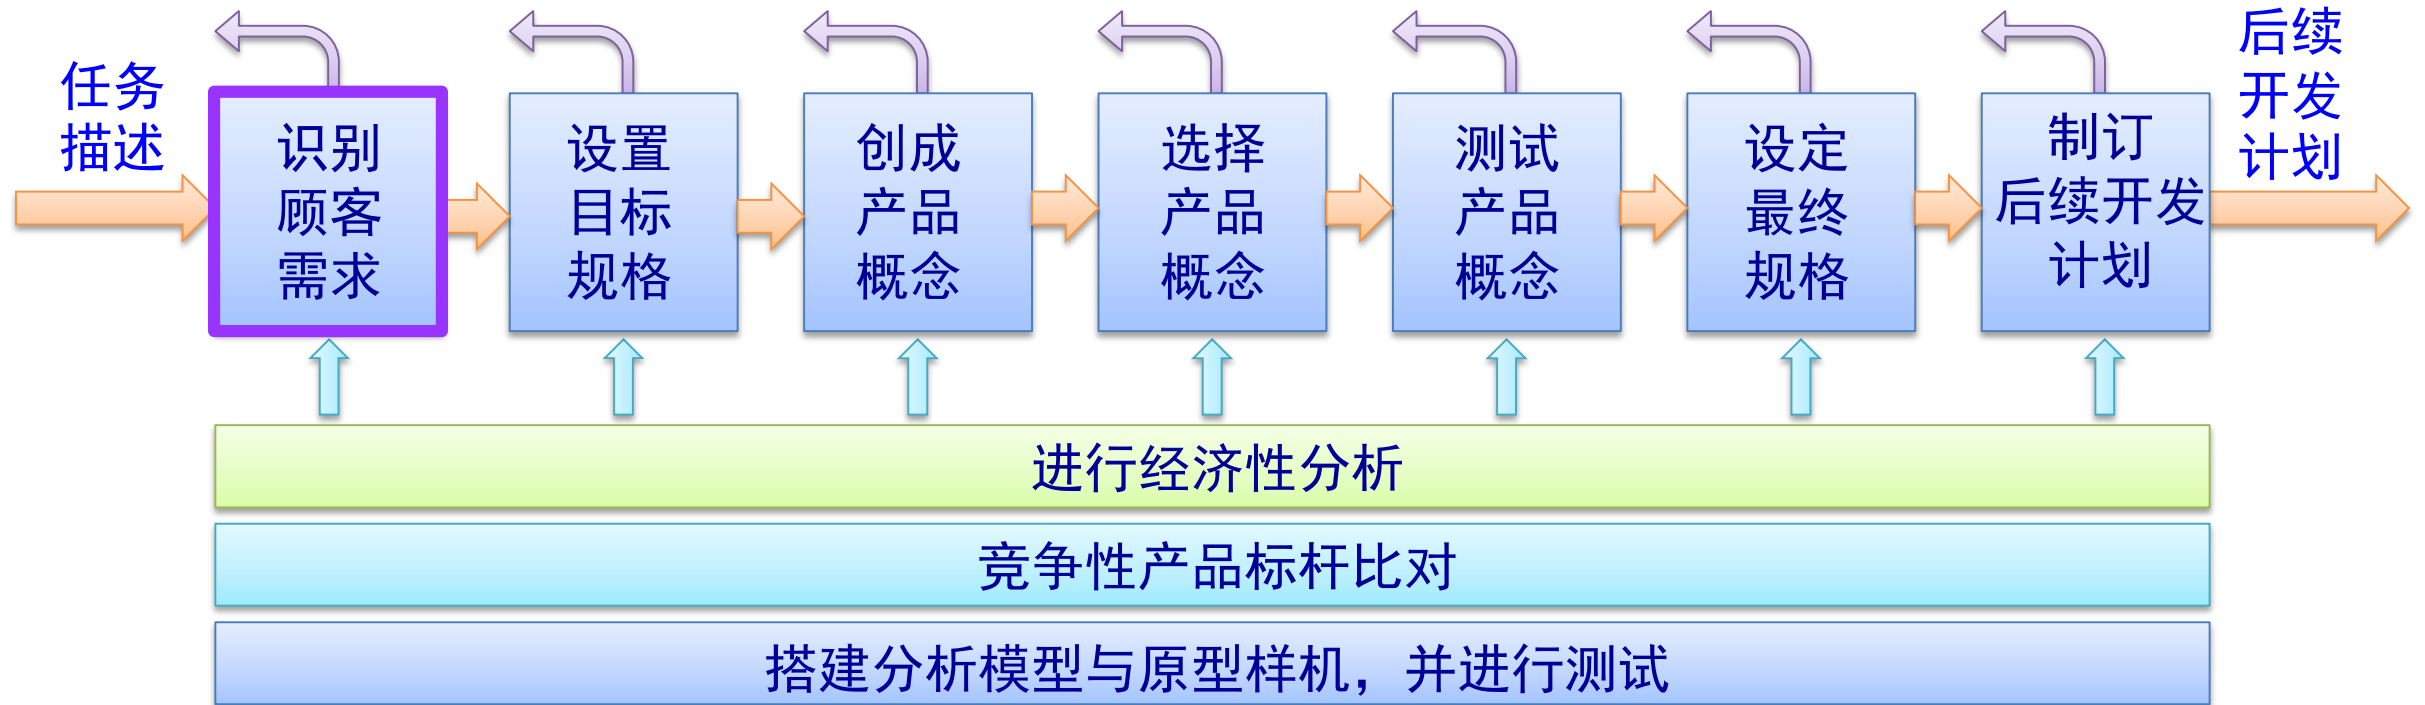 任务
描述
识别
顾客
需求
设置
目标
规格
创成
产品
概念
选择
产品
概念
测试
产品
概念
设定
最终
规格
制订
后续开发
计划
后续
开发
计划
进行经济性分析
竞争性产品标杆比对
搭建分析模型与原型样机，并进行测试